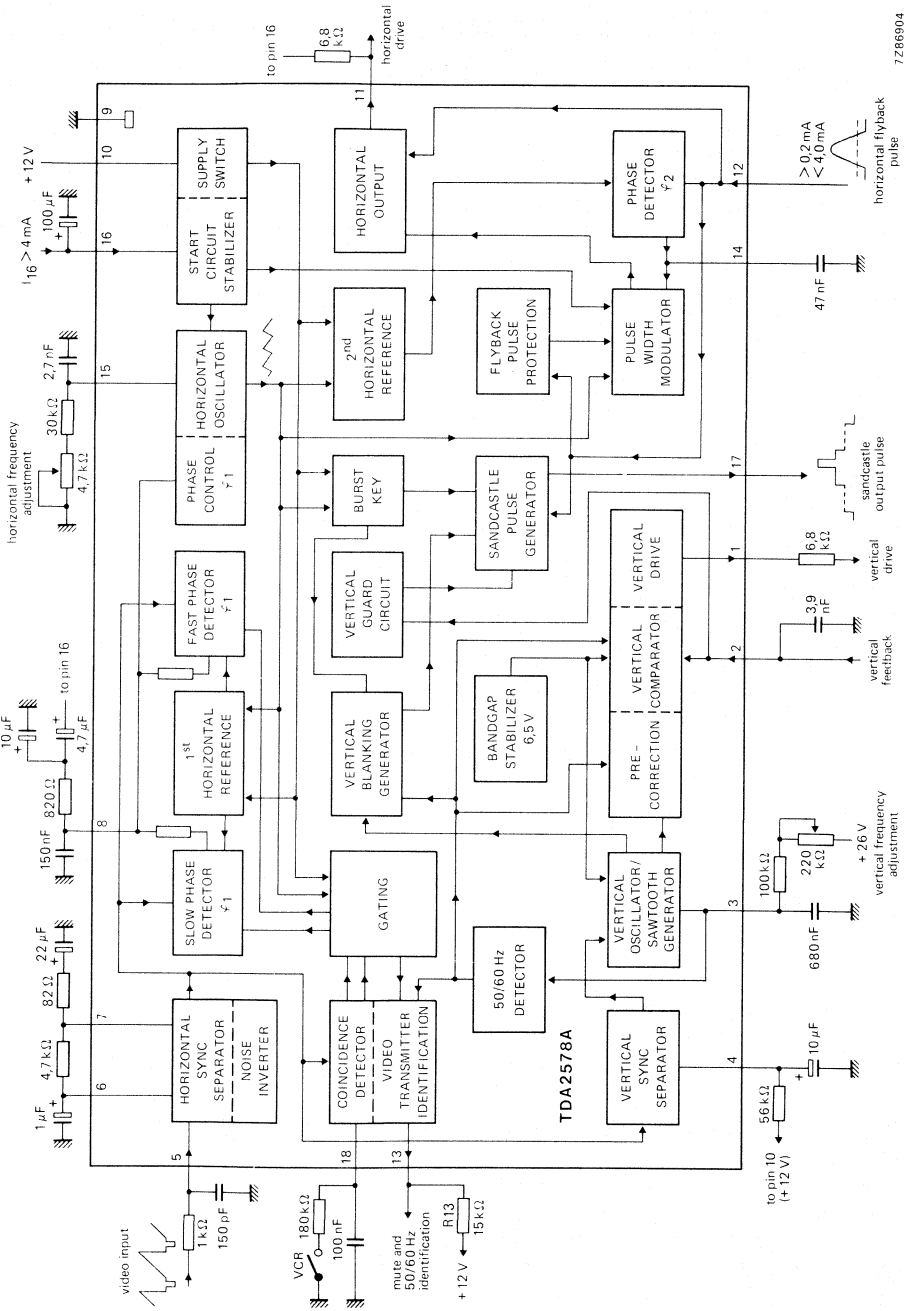 7Z86904
I16 > 4 mA
+12 V
100 µF
+
16
10
9
to pin 16
6,8
kΩ
horizontal
drive
11
horizontal frequency
adjustment
4,7 kΩ
30 kΩ
2,7 nF
15
10 µF
+
4,7 µF
+
to pin 16
820 Ω
150 nF
8
22 µF
+
82 Ω
7
4,7 kΩ
6
1 µF
+
video input
1 kΩ
150 pF
5
HORIZONTAL
SYNC
SEPARATOR
NOISE
INVERTER
SLOW PHASE
DETECTOR
φ1
1st
HORIZONTAL
REFERENCE
FAST PHASE
DETECTOR
φ1
PHASE
CONTROL
φ1
HORIZONTAL
OSCILLATOR
START
CIRCUIT
STABILIZER
SUPPLY
SWITCH
COINCIDENCE
DETECTOR
VIDEO
TRANSMITTER
IDENTIFICATION
GATING
VERTICAL
BLANKING
GENERATOR
VERTICAL
GUARD
CIRCUIT
BURST
KEY
2nd
HORIZONTAL
REFERENCE
HORIZONTAL
OUTPUT
50/60 Hz
DETECTOR
BANDGAP
STABILIZER
6,5 V
SANDCASTLE
PULSE
GENERATOR
FLYBACK
PULSE
PROTECTION
TDA2578A
VERTICAL
SYNC
SEPARATOR
VERTICAL
OSCILLATOR/
SAWTOOTH
GENERATOR
PRE-
CORRECTION
VERTICAL
COMPARATOR
VERTICAL
DRIVE
PULSE
WIDTH
MODULATOR
PHASE
DETECTOR
φ2
VCR
180 kΩ
100 nF
18
13
mute and
50/60 Hz
identification
R13
15 kΩ
+12 V
4
56 kΩ
to pin 10
(+ 12 V)
+
10 µF
3
680 nF
100 kΩ
220
kΩ
+ 26 V
vertical frequency
adjustment
2
3,9
nF
vertical
feedback
1
6,8
kΩ
vertical
drive
17
sandcastle
output pulse
14
47 nF
12
> 0,2 mA
< 4,0 mA
horizontal flyback
pulse